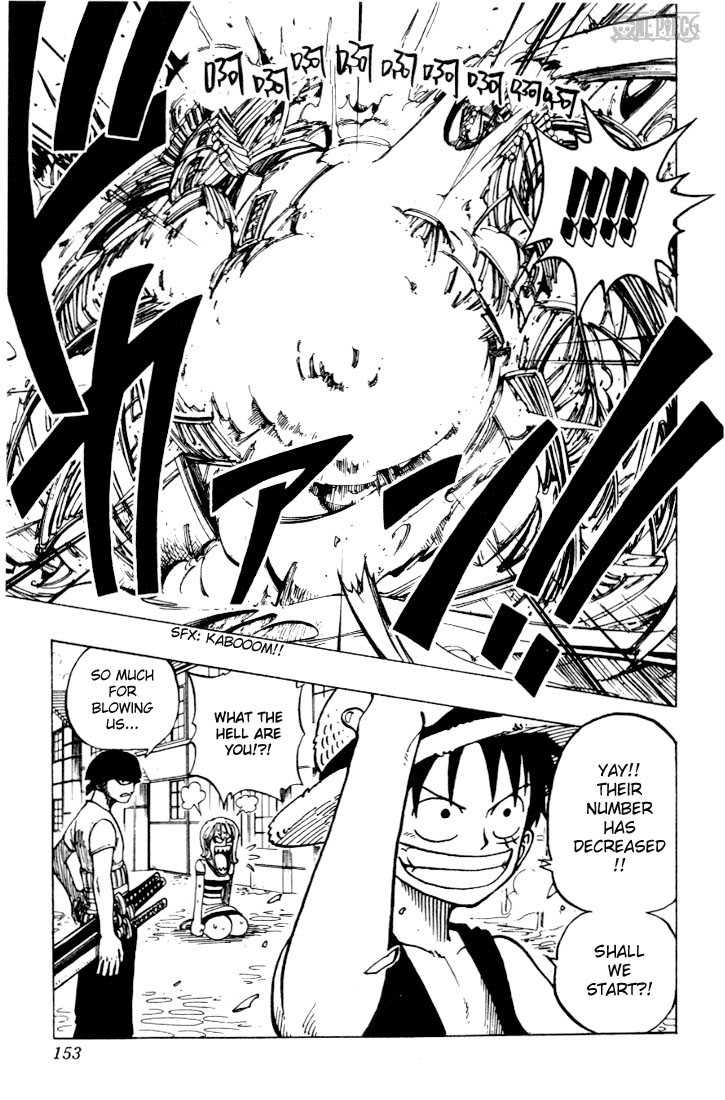 ONE PIECE
!!!!!
ドカァーン!!!
SFX: KABOOOM!!
SO MUCH
FOR
BLOWING
US...
WHAT THE
HELL ARE
YOU!?!
YAY!!
THEIR
NUMBER
HAS
DECREASED
!!
SHALL
WE
START?!
153